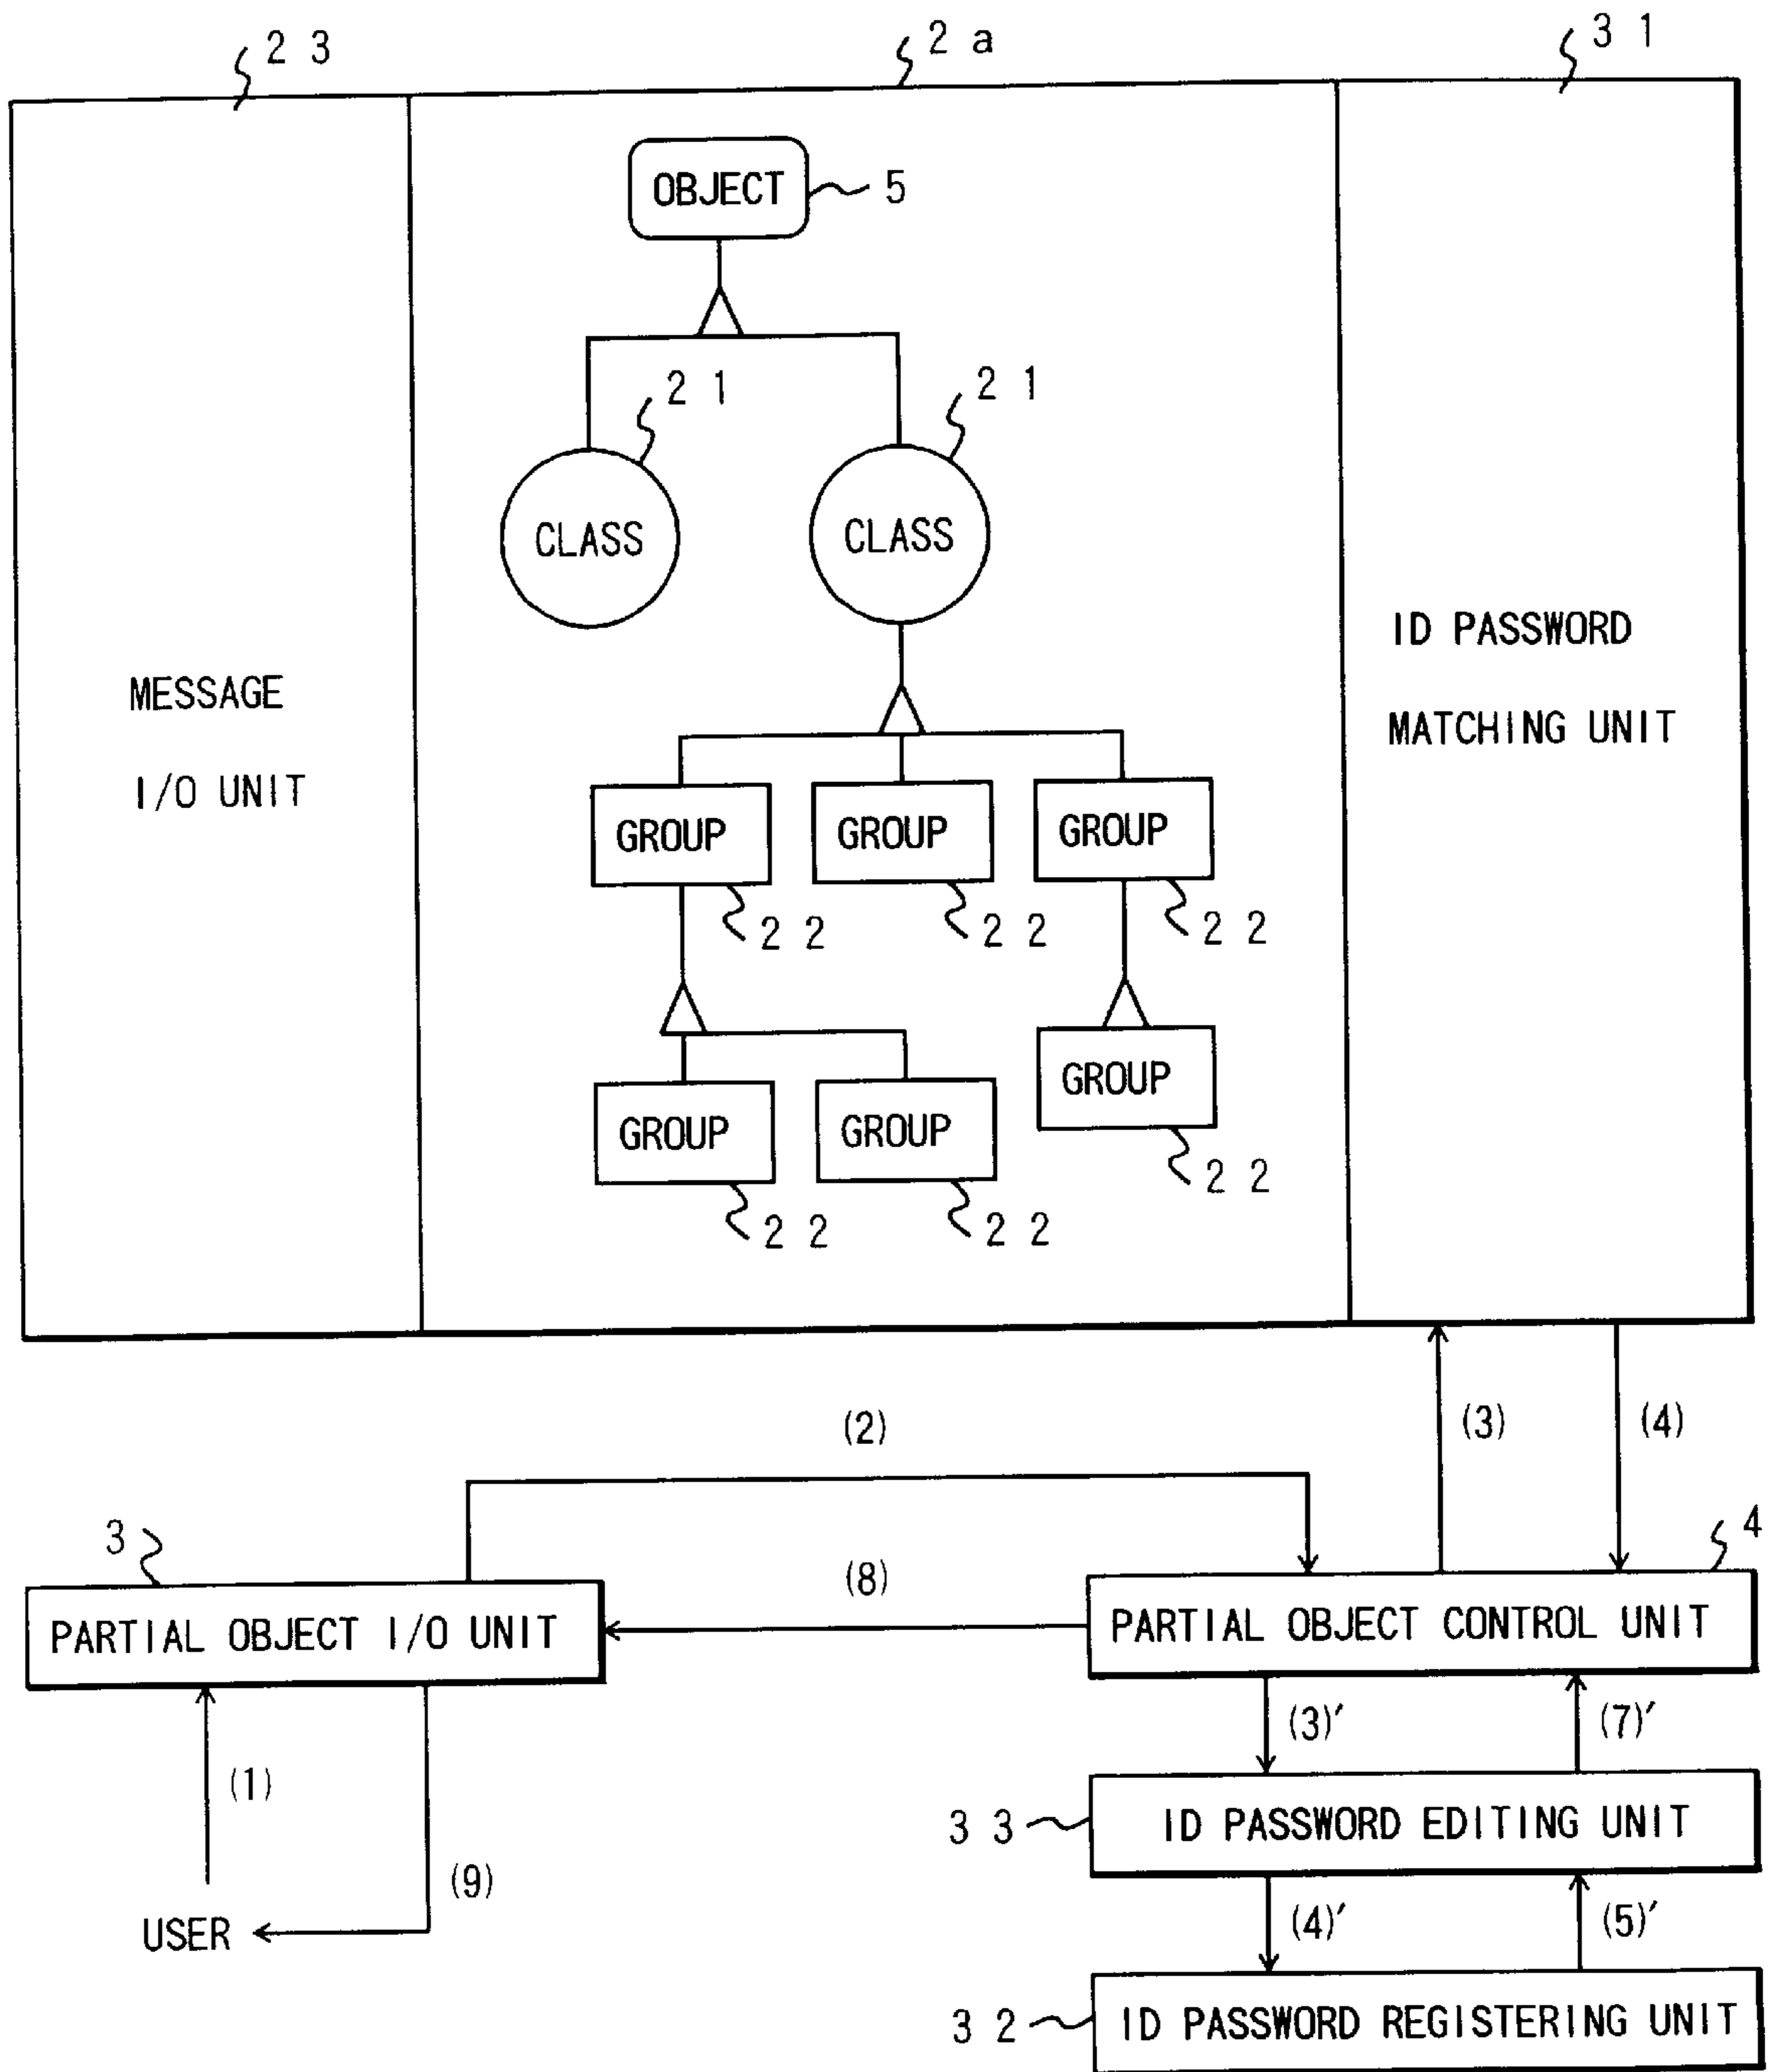 23
2a
31
OBJECT
5
21
21
CLASS
CLASS
ID PASSWORD
MATCHING UNIT
MESSAGE
I/O UNIT
GROUP
GROUP
GROUP
22
22
22
GROUP
GROUP
GROUP
22
22
22
(2)
(3)
(4)
3
4
(8)
PARTIAL OBJECT I/O UNIT
PARTIAL OBJECT CONTROL UNIT
(3)'
(7)'
(1)
33
ID PASSWORD EDITING UNIT
(9)
USER
(4)'
(5)'
32
ID PASSWORD REGISTERING UNIT